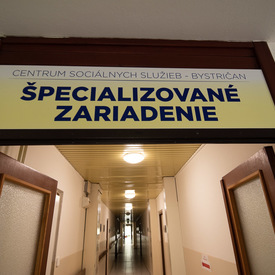 CENTRUM SOCIÁLNYCH SLUŽIEB - BYSTRIČAN
ŠPECIALIZOVANÉ
ZARIADENIE